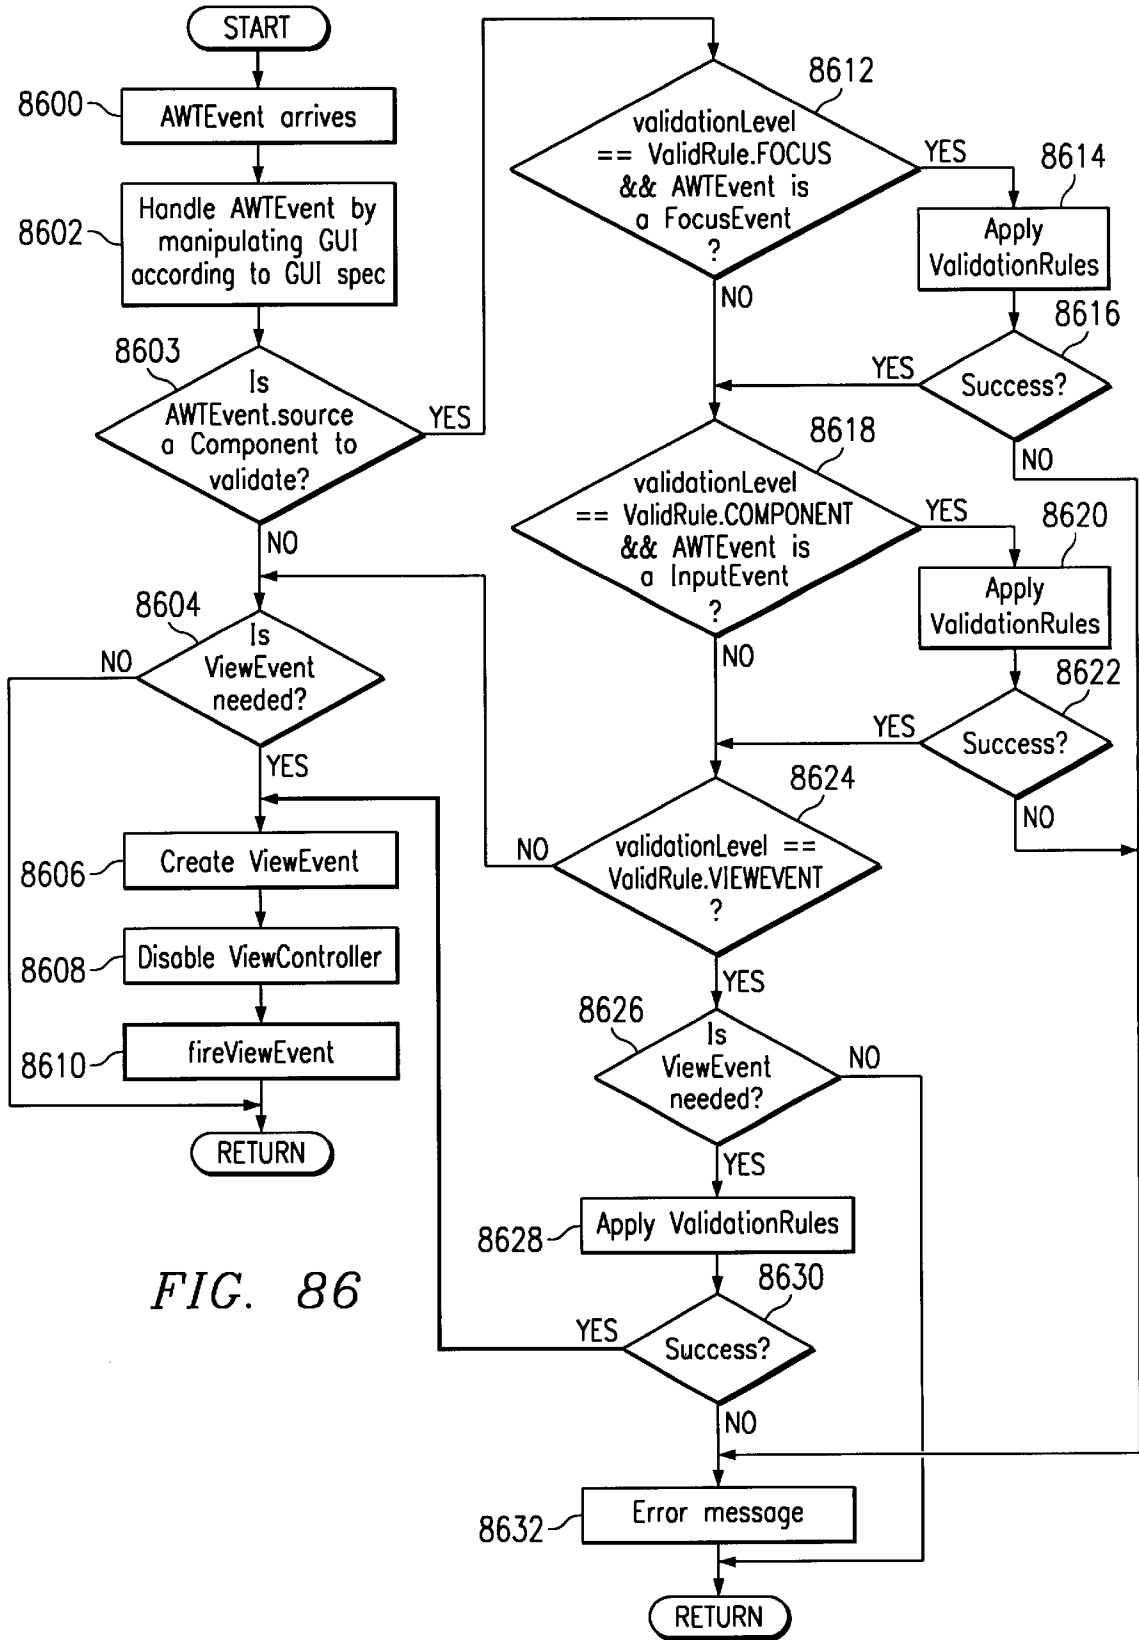 START
8600
AWTEvent arrives
8602
Handle AWTEvent by
manipulating GUI
according to GUI spec
8603
Is
AWTEvent.source
a Component to
validate?
YES
NO
8604
Is
ViewEvent
needed?
NO
YES
8606
Create ViewEvent
8608
Disable ViewController
8610
fireViewEvent
RETURN
8612
validationLevel
== ValidRule.FOCUS
&& AWTEvent is
a FocusEvent
?
YES
NO
8614
Apply
ValidationRules
8616
Success?
YES
NO
8618
validationLevel
== ValidRule.COMPONENT
&& AWTEvent is
a InputEvent
?
YES
NO
8620
Apply
ValidationRules
8622
Success?
YES
NO
8624
validationLevel ==
ValidRule.VIEWEVENT
?
NO
YES
8626
Is
ViewEvent
needed?
NO
YES
8628
Apply ValidationRules
8630
Success?
YES
NO
8632
Error message
RETURN
FIG. 86